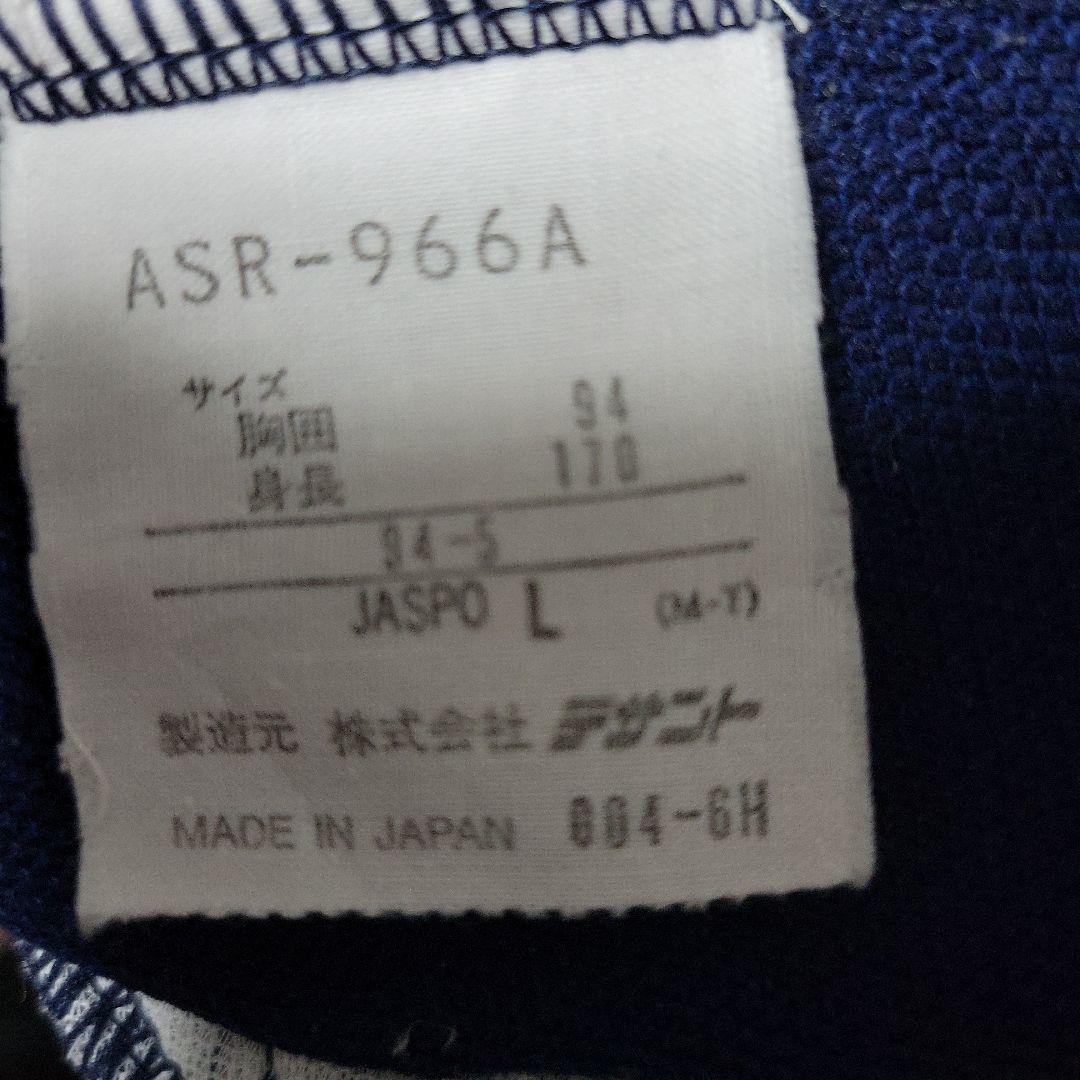 ASR-966A
サイズ
胸囲 94
身長 170
94-5
JASPO L (M-T)
製造元 株式会社 デサント
MADE IN JAPAN 004-6H